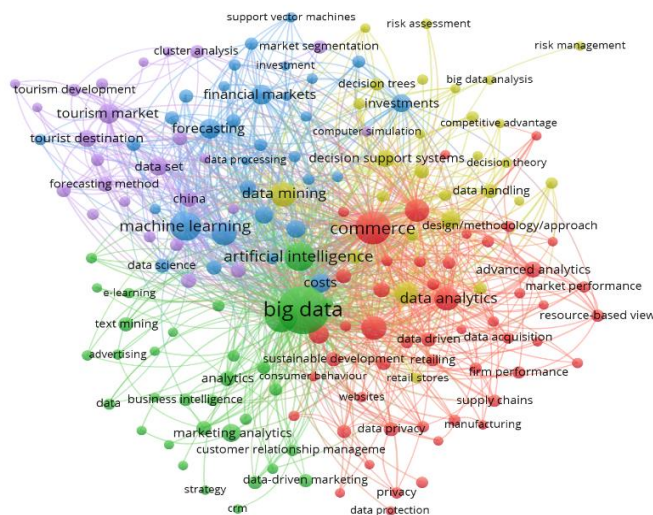 support vector machines
risk assessment
cluster analysis
market segmentation
risk management
investment
decision trees
big data analysis
tourism development
financial markets
investments
tourism market
forecasting
computer simulation
competitive advantage
tourist destination
data set
data processing
decision support systems
decision theory
forecasting method
china
data mining
data handling
machine learning
commerce
design/methodology/approach
data science
artificial intelligence
advanced analytics
costs
market performance
e-learning
big data
data analytics
resource-based view
text mining
data driven
data acquisition
advertising
sustainable development
retailing
analytics
consumer behaviour
retail stores
firm performance
data
business intelligence
websites
supply chains
marketing analytics
data privacy
manufacturing
customer relationship manageme
strategy
data-driven marketing
privacy
crm
data protection